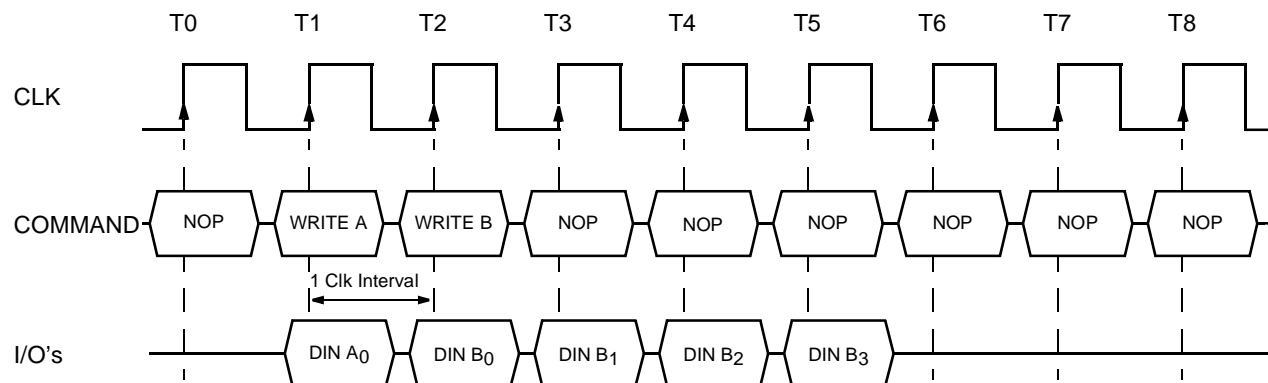 T0 T1 T2 T3 T4 T5 T6 T7 T8
CLK
COMMAND NOP WRITE A WRITE B NOP NOP NOP NOP NOP NOP
1 Clk Interval
I/O's DIN A0 DIN B0 DIN B1 DIN B2 DIN B3